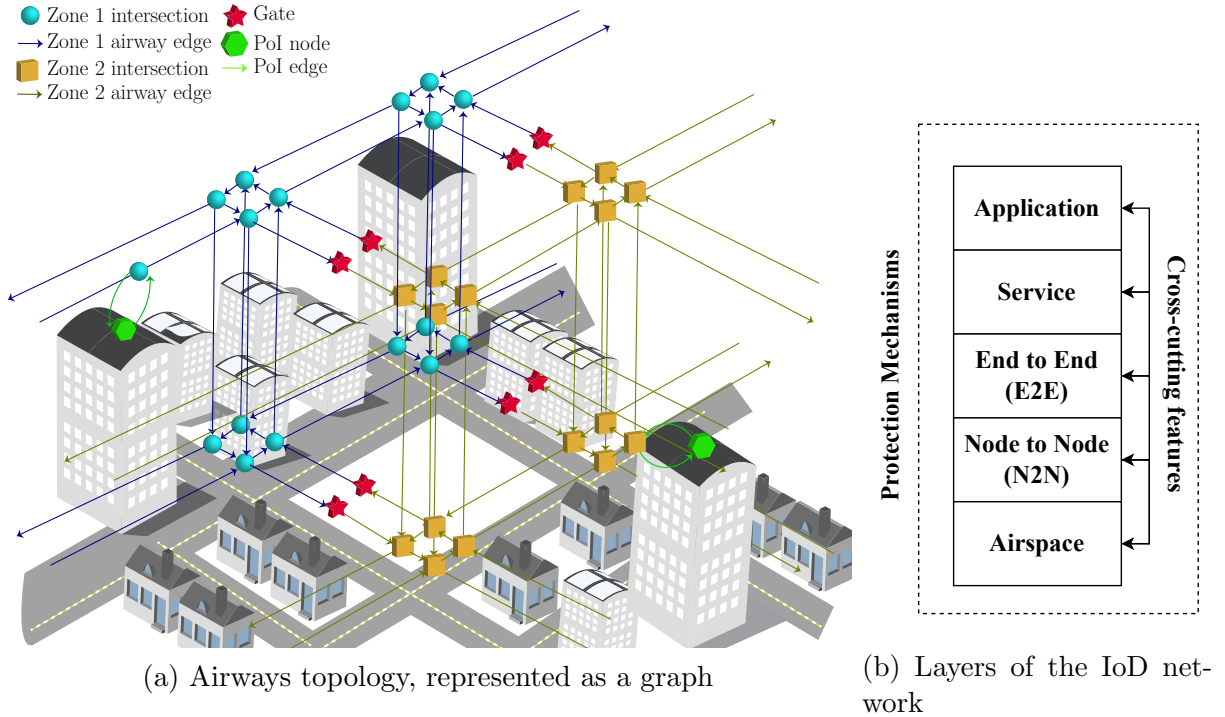 Zone 1 intersection
Gate
Zone 1 airway edge
PoI node
Zone 2 intersection
PoI edge
Zone 2 airway edge
(a) Airways topology, represented as a graph
Protection Mechanisms
Application
Service
End to End
(E2E)
Node to Node
(N2N)
Airspace
Cross-cutting features
(b) Layers of the IoD net-
work